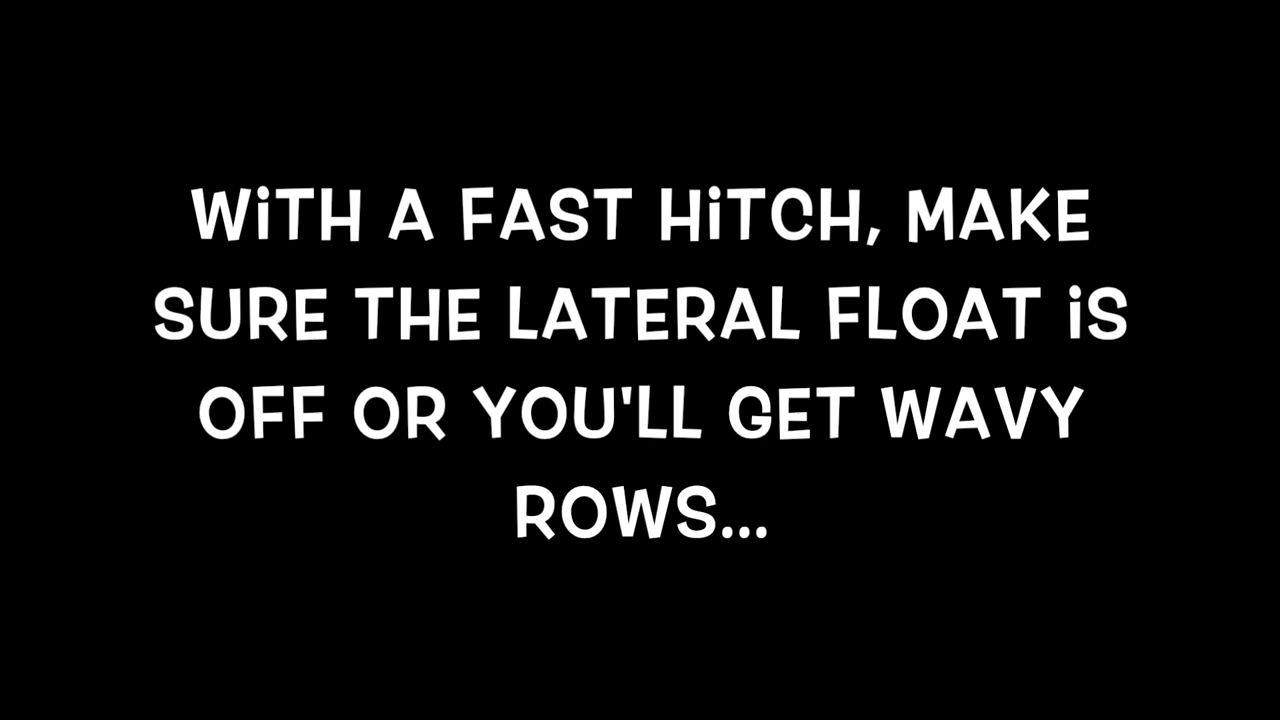 WiTH A FAST HiTCH, MAKE
SURE THE LATERAL FLOAT iS
OFF OR YOU'LL GET WAVY
ROWS...